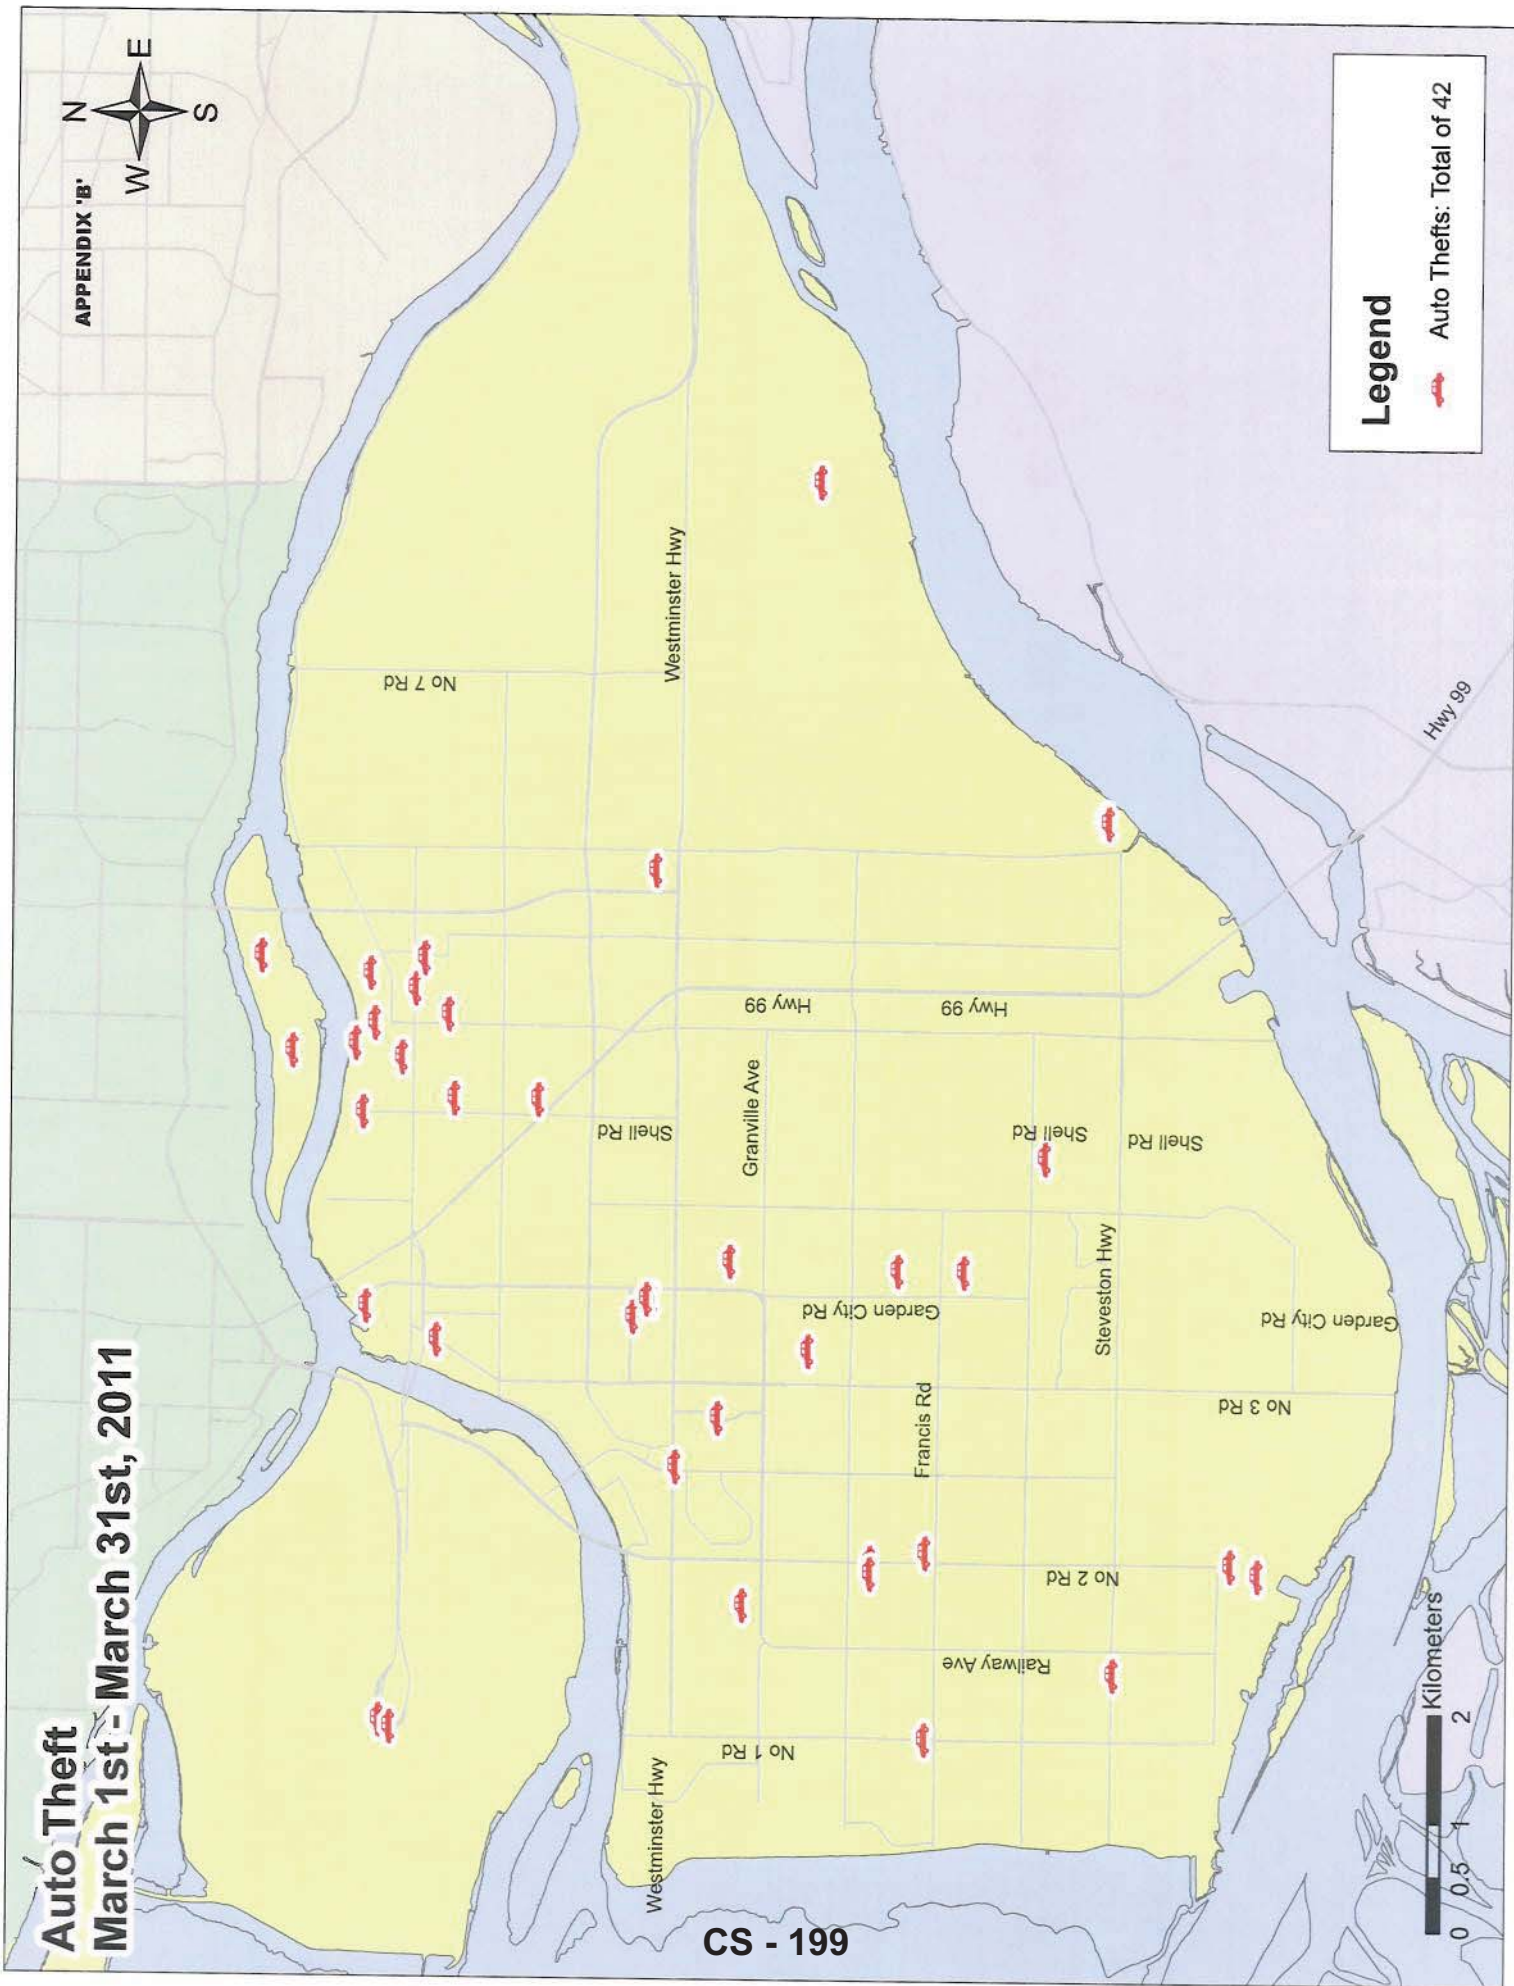 Auto Theft
March 1st - March 31st, 2011
APPENDIX 'B'
N
W
E
S
No 7 Rd
Westminster Hwy
Hwy 99
Hwy 99
Shell Rd
Granville Ave
Shell Rd
Shell Rd
Garden City Rd
Steveston Hwy
Garden City Rd
Francis Rd
No 3 Rd
No 2 Rd
Railway Ave
No 1 Rd
Westminster Hwy
Hwy 99
0 0.5 1 2
Kilometers
Legend
Auto Thefts: Total of 42
CS - 199